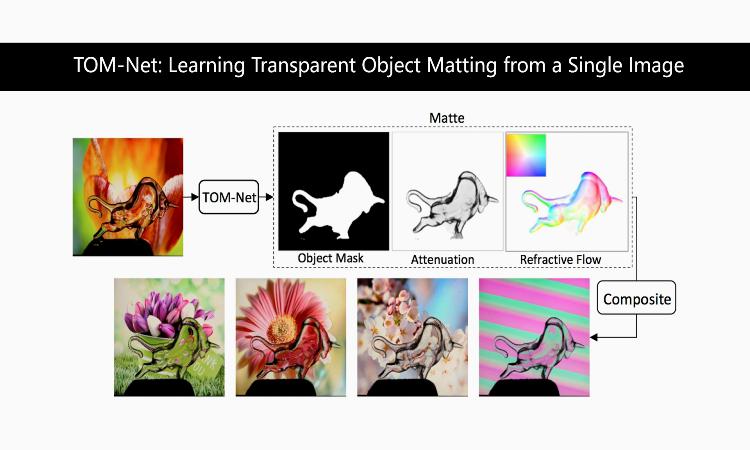 TOM-Net: Learning Transparent Object Matting from a Single Image
Matte
TOM-Net
Object Mask
Attenuation
Refractive Flow
Composite